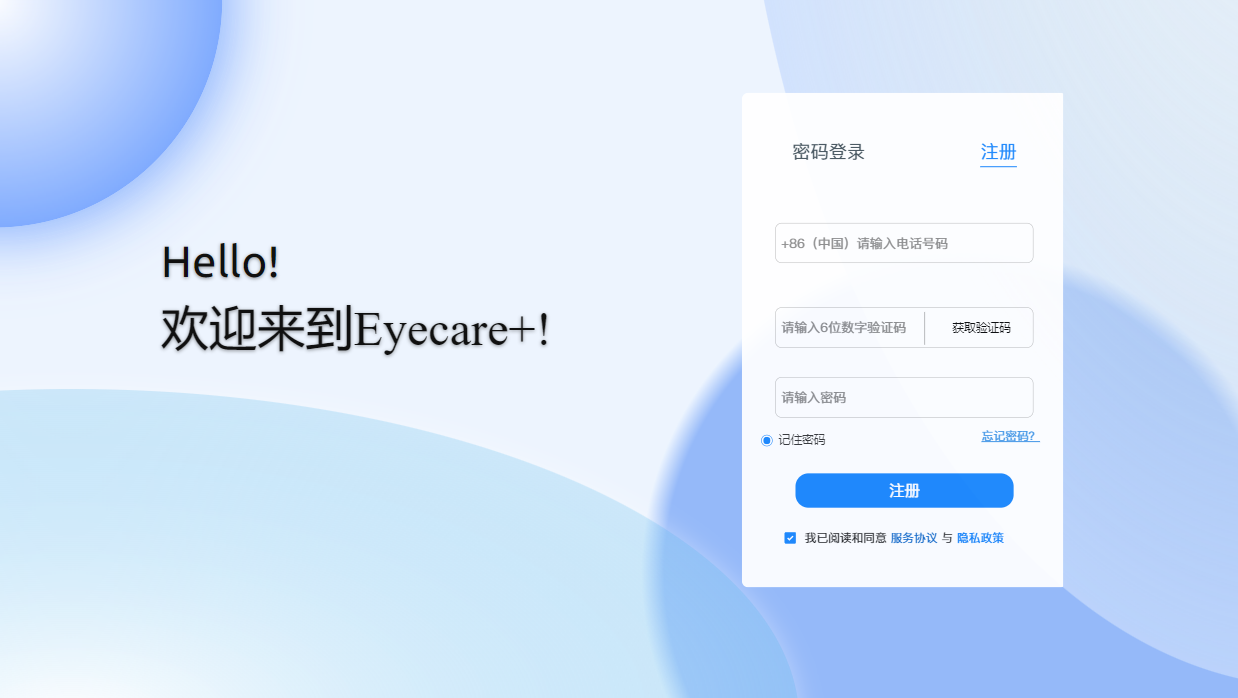 Hello!
欢迎来到Eyecare+!
密码登录
注册
+86（中国）请输入电话号码
请输入6位数字验证码
获取验证码
请输入密码
记住密码
忘记密码?
注册
我已阅读和同意 服务协议 与 隐私政策